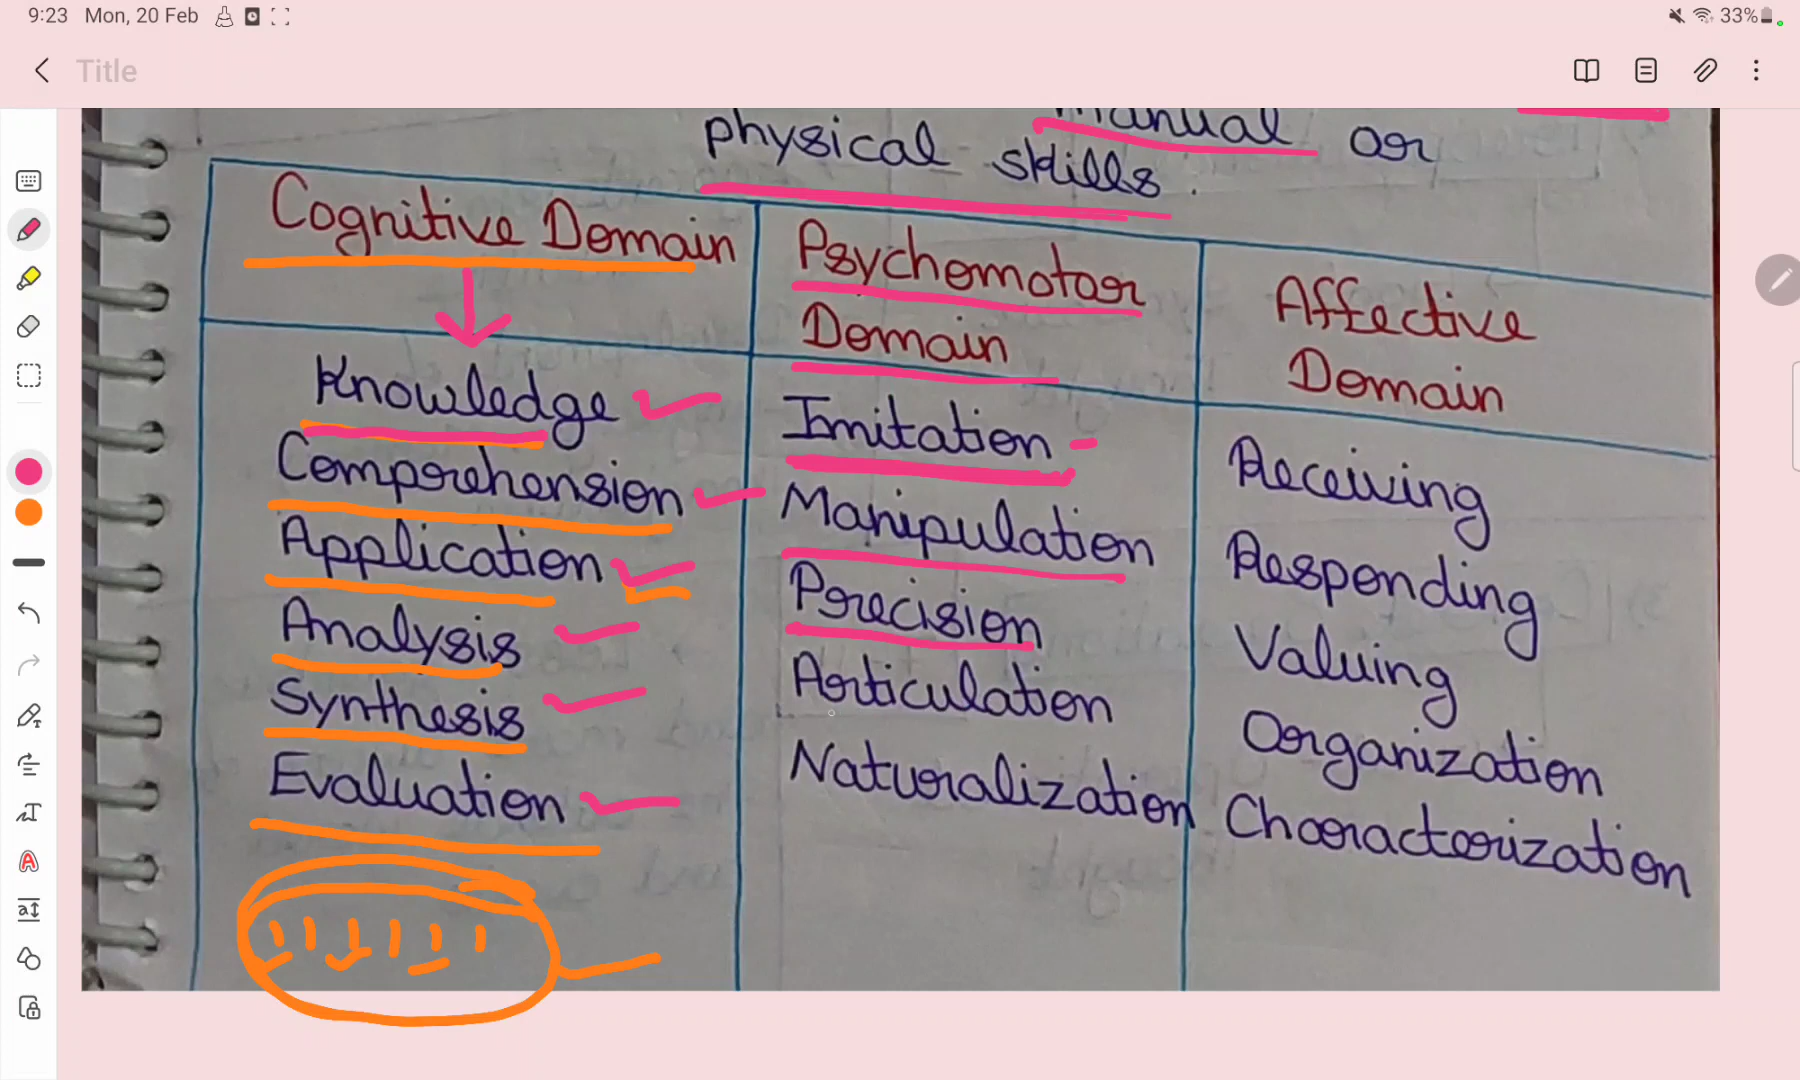 9:23 Mon, 20 Feb
33%
Title
manual or
physical skills.
Cognitive Domain
Psychomotor
Domain
Affective
Domain
Knowledge
Comprehension
Application
Analysis
Synthesis
Evaluation
Imitation
Manipulation
Precision
Articulation
Naturalization
Receiving
Responding
Valuing
Organization
Characterization